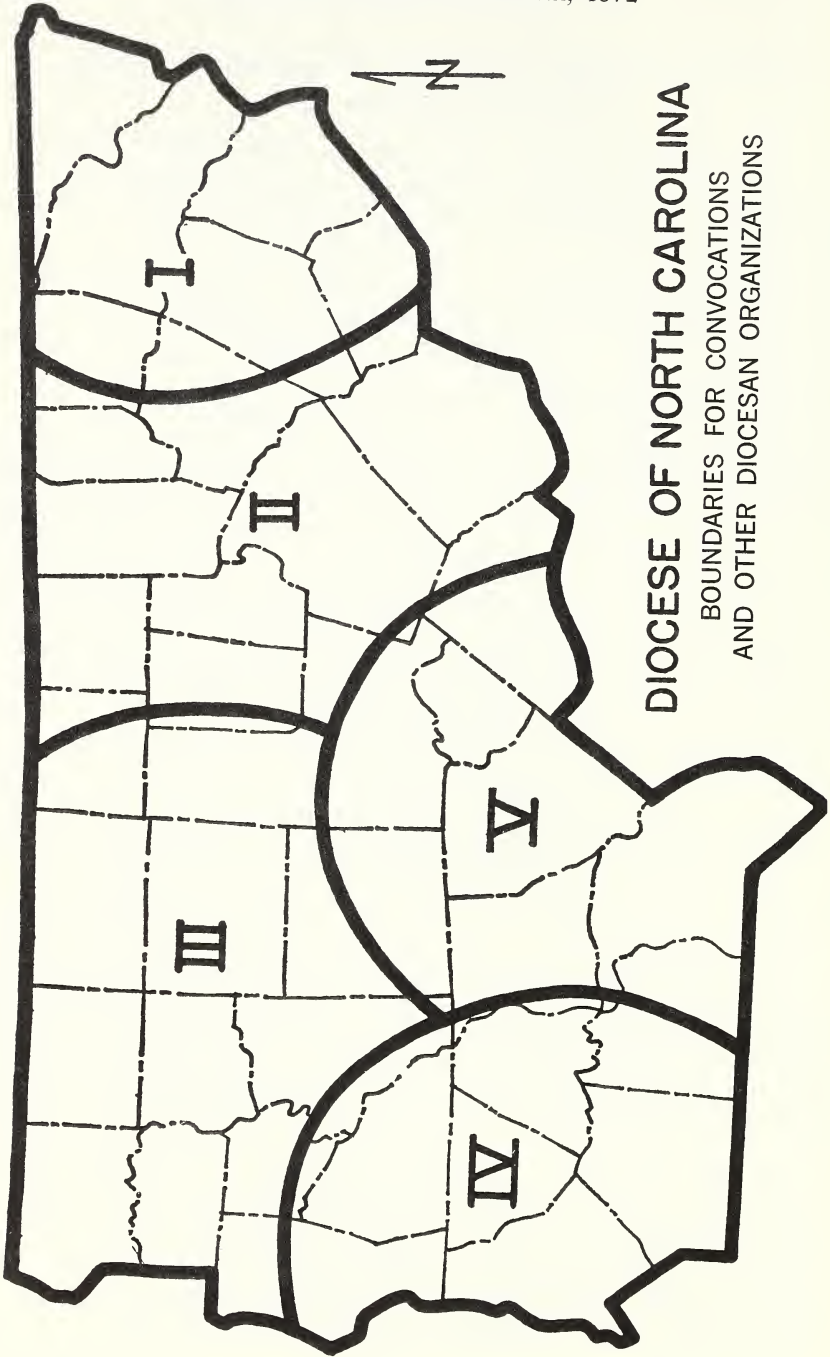 N
I
II
III
IV
V
DIOCESE OF NORTH CAROLINA
BOUNDARIES FOR CONVOCATIONS
AND OTHER DIOCESAN ORGANIZATIONS